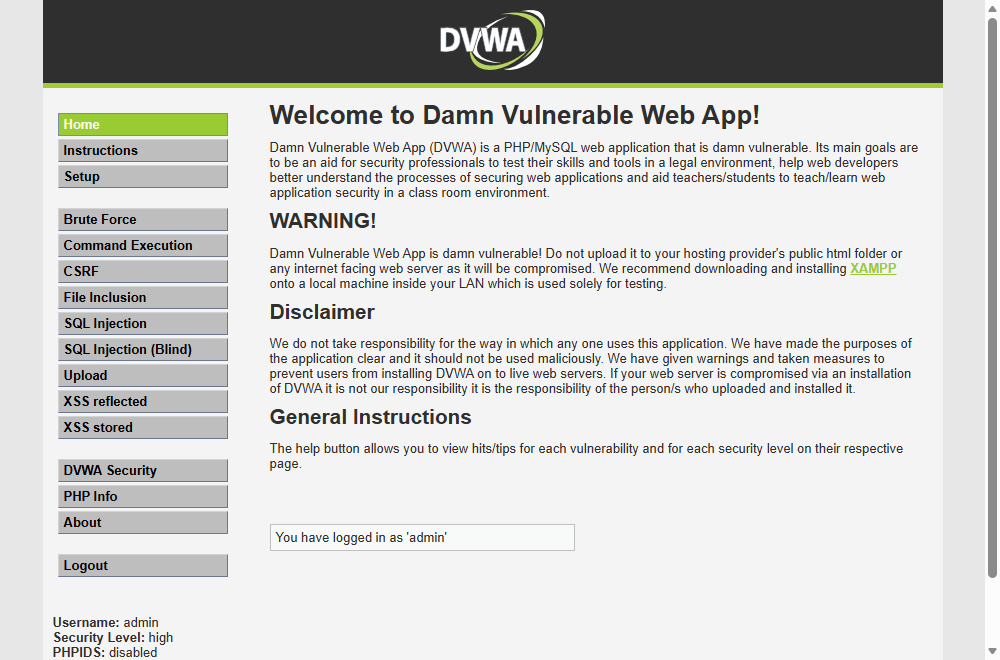 DVWA
Home
Instructions
Setup
Brute Force
Command Execution
CSRF
File Inclusion
SQL Injection
SQL Injection (Blind)
Upload
XSS reflected
XSS stored
DVWA Security
PHP Info
About
Logout
Username: admin
Security Level: high
PHPIDS: disabled
Welcome to Damn Vulnerable Web App!
Damn Vulnerable Web App (DVWA) is a PHP/MySQL web application that is damn vulnerable. Its main goals are
to be an aid for security professionals to test their skills and tools in a legal environment, help web developers
better understand the processes of securing web applications and aid teachers/students to teach/learn web
application security in a class room environment.
WARNING!
Damn Vulnerable Web App is damn vulnerable! Do not upload it to your hosting provider's public html folder or
any internet facing web server as it will be compromised. We recommend downloading and installing XAMPP
onto a local machine inside your LAN which is used solely for testing.
Disclaimer
We do not take responsibility for the way in which any one uses this application. We have made the purposes of
the application clear and it should not be used maliciously. We have given warnings and taken measures to
prevent users from installing DVWA on to live web servers. If your web server is compromised via an installation
of DVWA it is not our responsibility it is the responsibility of the person/s who uploaded and installed it.
General Instructions
The help button allows you to view hits/tips for each vulnerability and for each security level on their respective
page.
You have logged in as 'admin'